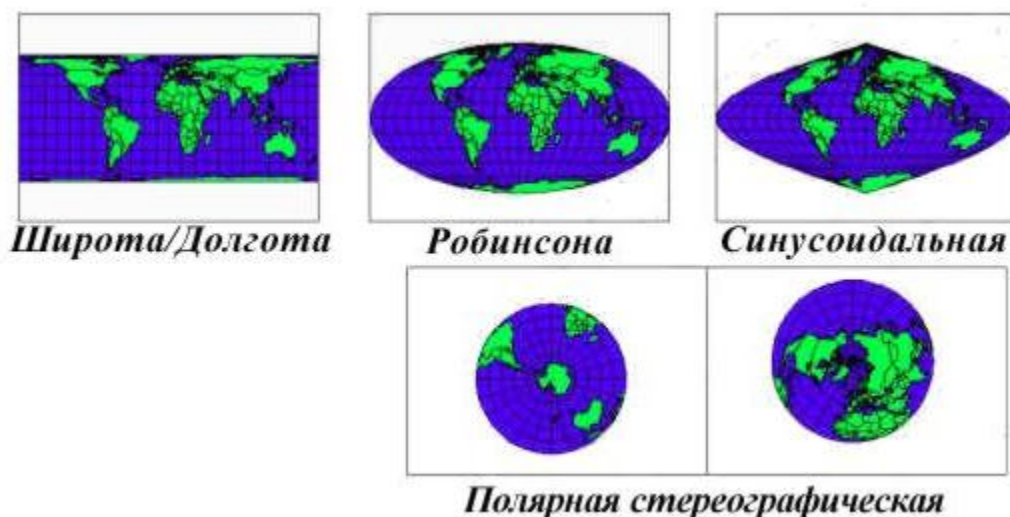 Широта/Долгота
Робинсона
Синусоидальная
Полярная стереографическая